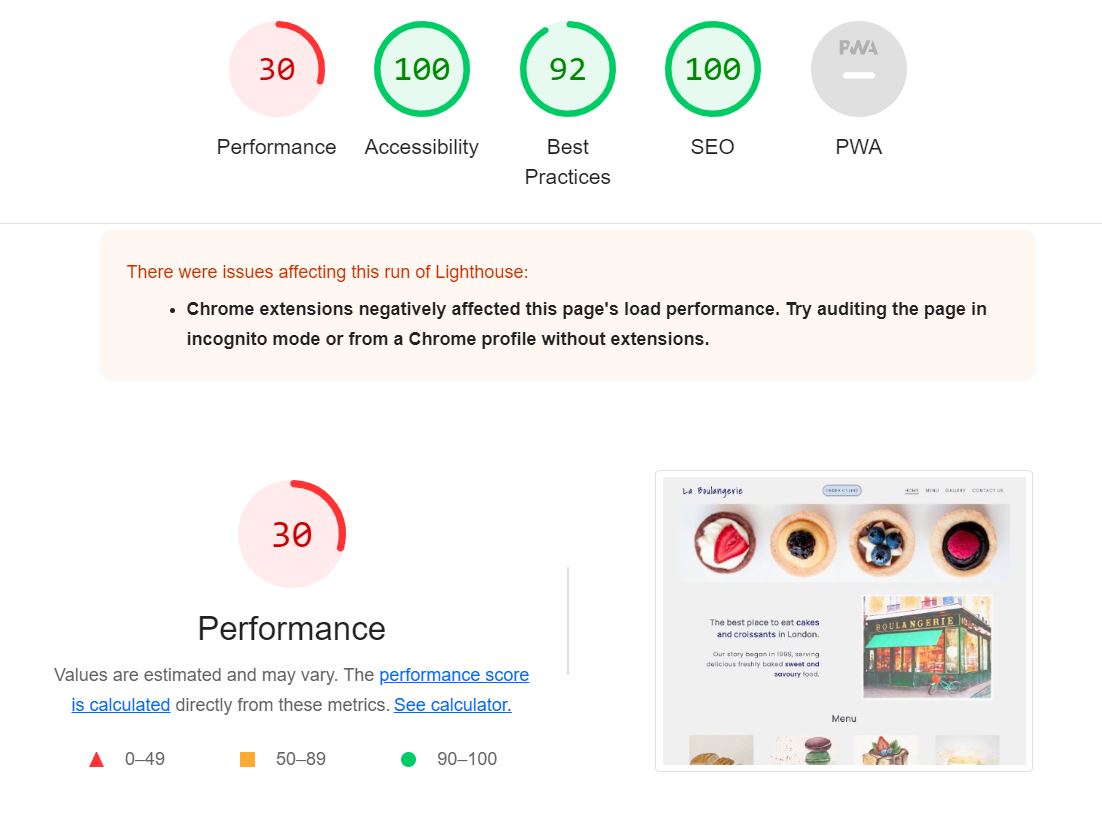 30
100
92
100
PWA
Performance
Accessibility
Best
Practices
SEO
PWA
There were issues affecting this run of Lighthouse:
Chrome extensions negatively affected this page's load performance. Try auditing the page in
incognito mode or from a Chrome profile without extensions.
30
Performance
Values are estimated and may vary. The performance score
is calculated directly from these metrics. See calculator.
0–49
50–89
90–100
La Boulangerie
HOME MENU GALLERY CONTACT US
The best place to eat cakes
and croissants in London.
Our story began in 1998, serving
delicious freshly baked sweet and
savoury food.
BOULANGERIE
Menu